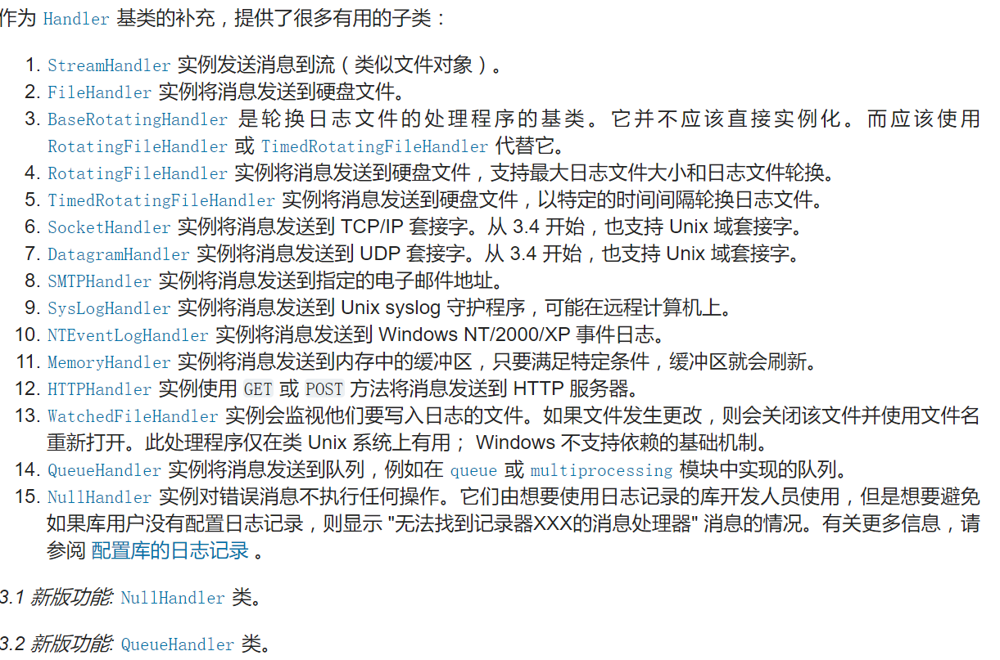 作为 Handler 基类的补充，提供了很多有用的子类：
1. StreamHandler 实例发送消息到流（类似文件对象）。
2. FileHandler 实例将消息发送到硬盘文件。
3. BaseRotatingHandler 是轮换日志文件的处理程序的基类。它并不应该直接实例化。而应该使用
RotatingFileHandler 或 TimedRotatingFileHandler 代替它。
4. RotatingFileHandler 实例将消息发送到硬盘文件，支持最大日志文件大小和日志文件轮换。
5. TimedRotatingFileHandler 实例将消息发送到硬盘文件，以特定的时间间隔轮换日志文件。
6. SocketHandler 实例将消息发送到 TCP/IP 套接字。从 3.4 开始，也支持 Unix 域套接字。
7. DatagramHandler 实例将消息发送到 UDP 套接字。从 3.4 开始，也支持 Unix 域套接字。
8. SMTPHandler 实例将消息发送到指定的电子邮件地址。
9. SysLogHandler 实例将消息发送到 Unix syslog 守护程序，可能在远程计算机上。
10. NTEventLogHandler 实例将消息发送到 Windows NT/2000/XP 事件日志。
11. MemoryHandler 实例将消息发送到内存中的缓冲区，只要满足特定条件，缓冲区就会刷新。
12. HTTPHandler 实例使用 GET 或 POST 方法将消息发送到 HTTP 服务器。
13. WatchedFileHandler 实例会监视他们要写入日志的文件。如果文件发生更改，则会关闭该文件并使用文件名
重新打开。此处理程序仅在类 Unix 系统上有用； Windows 不支持依赖的基础机制。
14. QueueHandler 实例将消息发送到队列，例如在 queue 或 multiprocessing 模块中实现的队列。
15. NullHandler 实例对错误消息不执行任何操作。它们由想要使用日志记录的库开发人员使用，但是想要避免
如果库用户没有配置日志记录，则显示 "无法找到记录器XXX的消息处理器" 消息的情况。有关更多信息，请
参阅 配置库的日志记录 。
3.1 新版功能: NullHandler 类。
3.2 新版功能: QueueHandler 类。